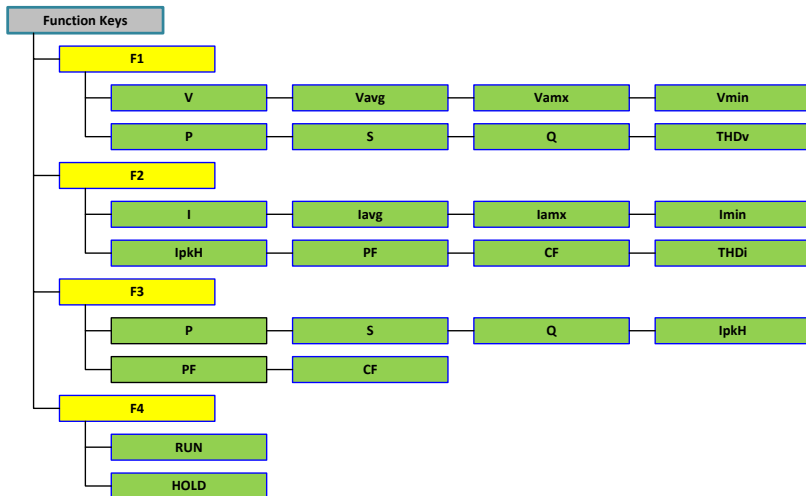 Function Keys
F1
V Vavg Vamx Vmin
P S Q THDv
F2
I Iavg Iamx Imin
IpkH PF CF THDi
F3
P S Q IpkH
PF CF
F4
RUN
HOLD